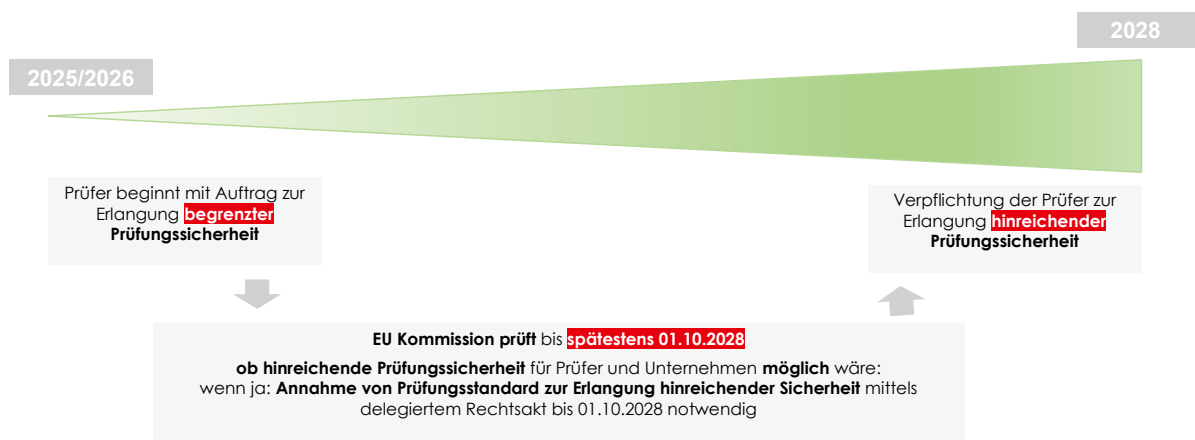 2028
2025/2026
Prüfer beginnt mit Auftrag zur
Erlangung begrenzter
Prüfungssicherheit
Verpflichtung der Prüfer zur
Erlangung hinreichender
Prüfungssicherheit
EU Kommission prüft bis spätestens 01.10.2028
ob hinreichende Prüfungssicherheit für Prüfer und Unternehmen möglich wäre:
wenn ja: Annahme von Prüfungsstandard zur Erlangung hinreichender Sicherheit mittels
delegiertem Rechtsakt bis 01.10.2028 notwendig